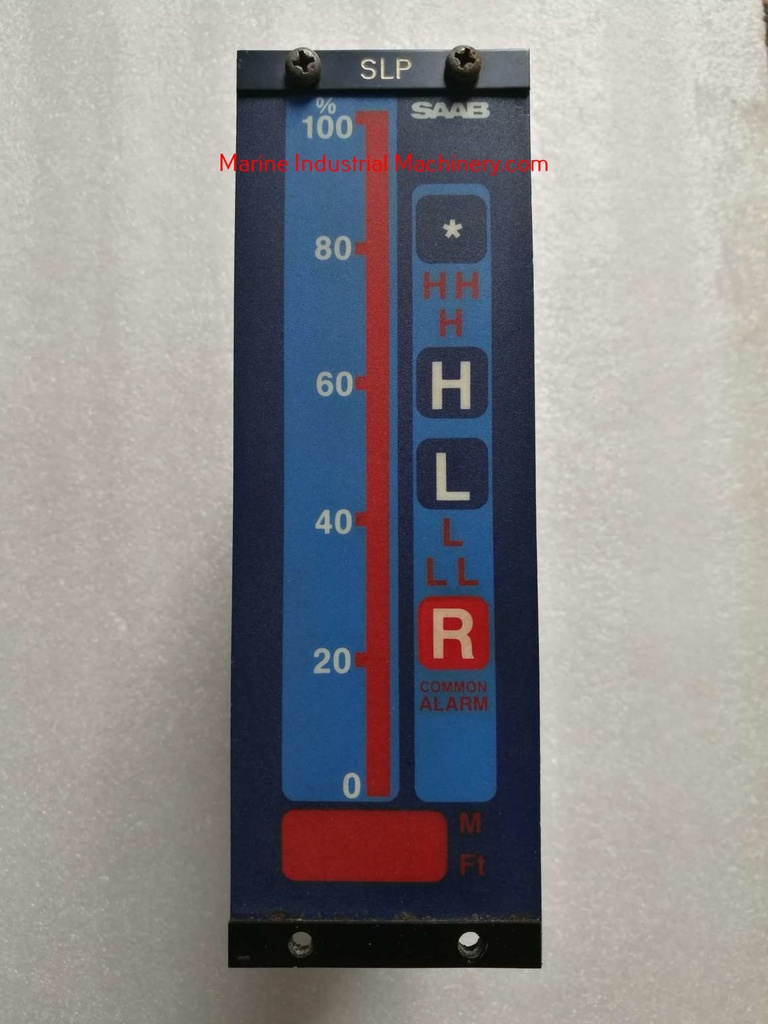 SLP
%
SAAB
100
Marine Industrial Machinery.com
80
*
HH
H
60
H
L
40
L
LL
R
20
COMMON
ALARM
0
M
Ft